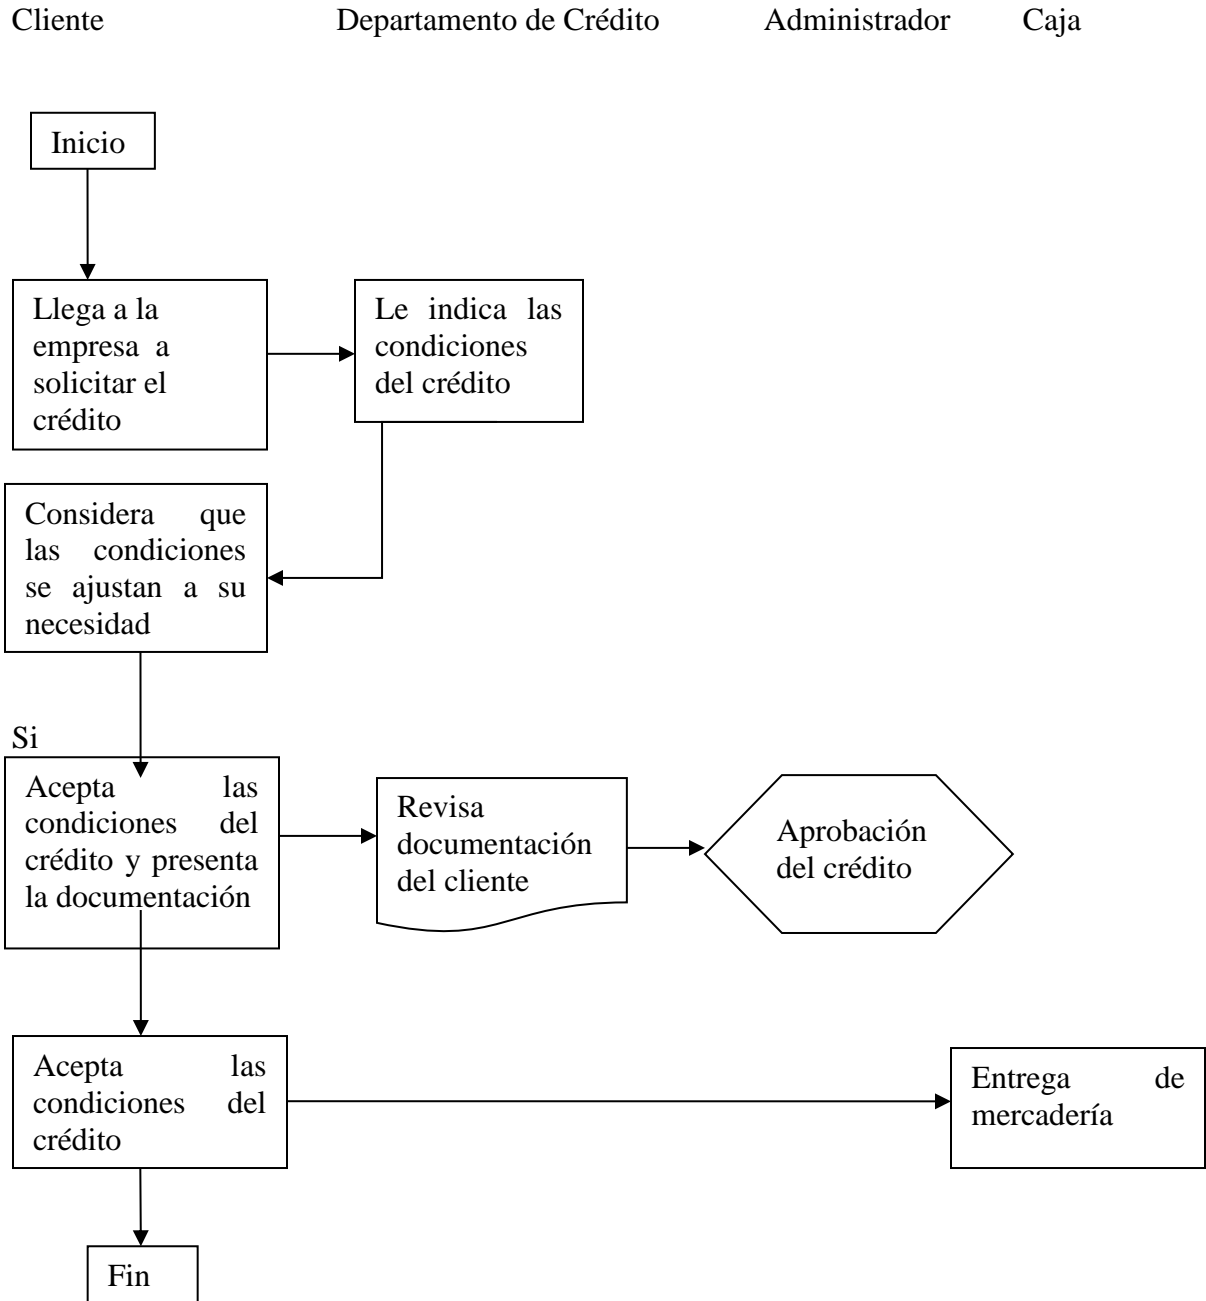 Cliente Departamento de Crédito Administrador Caja
Inicio
Llega a la
empresa a
solicitar el
crédito
Le indica las
condiciones
del crédito
Considera que
las condiciones
se ajustan a su
necesidad
Si
Acepta las
condiciones del
crédito y presenta
la documentación
Revisa
documentación
del cliente
Aprobación
del crédito
Acepta las
condiciones del
crédito
Entrega de
mercadería
Fin